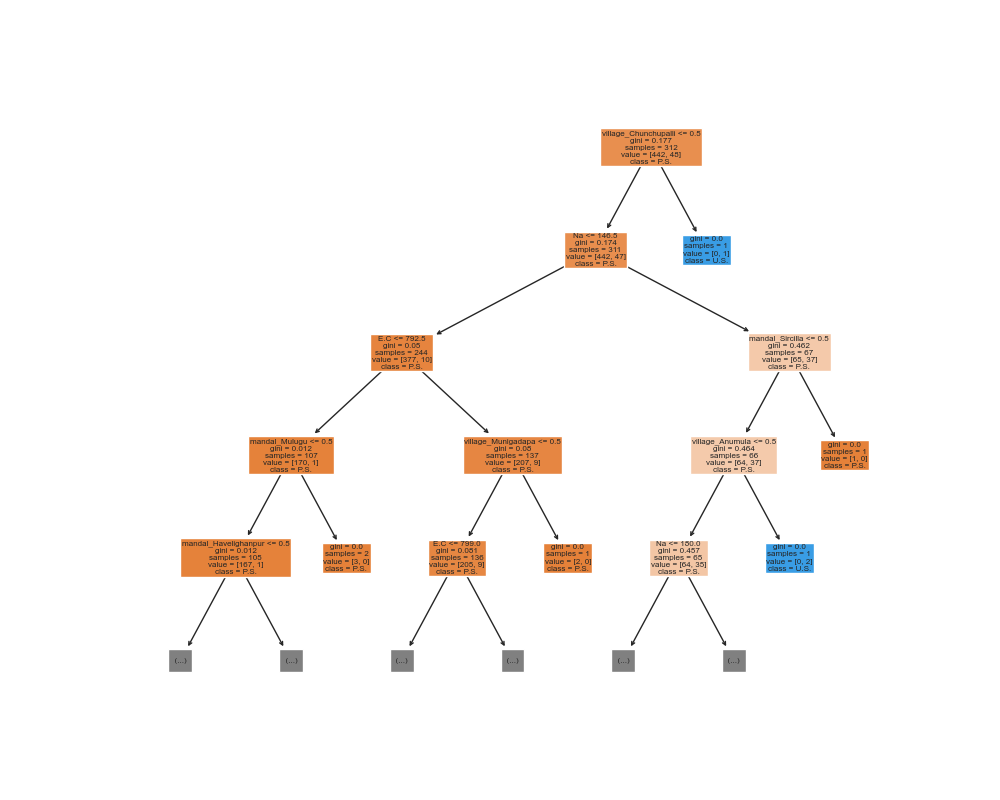 village_Chunchupalli <= 0.5
gini = 0.177
samples = 312
value = [442, 48]
class = P.S.
Na <= 146.5
gini = 0.174
samples = 311
value = [442, 47]
class = P.S.
gini = 0.0
samples = 1
value = [0, 1]
class = U.S.
E.C <= 792.5
gini = 0.05
samples = 244
value = [377, 10]
class = P.S.
mandal_Sircilla <= 0.5
gini = 0.462
samples = 67
value = [65, 37]
class = P.S.
mandal_Mulugu <= 0.5
gini = 0.012
samples = 107
value = [170, 1]
class = P.S.
village_Munigadapa <= 0.5
gini = 0.08
samples = 137
value = [207, 9]
class = P.S.
village_Anumula <= 0.5
gini = 0.464
samples = 66
value = [64, 37]
class = P.S.
gini = 0.0
samples = 1
value = [1, 0]
class = P.S.
mandal_Havelighanpur <= 0.5
gini = 0.012
samples = 105
value = [167, 1]
class = P.S.
gini = 0.0
samples = 2
value = [3, 0]
class = P.S.
E.C <= 799.0
gini = 0.081
samples = 136
value = [205, 9]
class = P.S.
gini = 0.0
samples = 1
value = [2, 0]
class = P.S.
Na <= 150.0
gini = 0.457
samples = 65
value = [64, 35]
class = P.S.
gini = 0.0
samples = 1
value = [0, 2]
class = U.S.
(...)
(...)
(...)
(...)
(...)
(...)